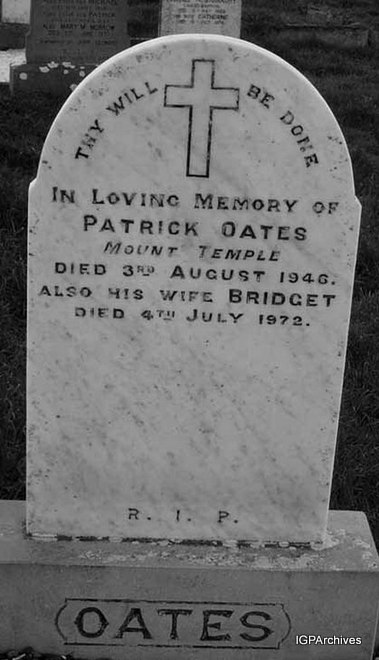 THY WILL BE DONE
IN LOVING MEMORY OF
PATRICK OATES
MOUNT TEMPLE
DIED 3RD AUGUST 1946.
ALSO HIS WIFE BRIDGET
DIED 4TH JULY 1972.
R. I. P.
OATES
IGPArchives